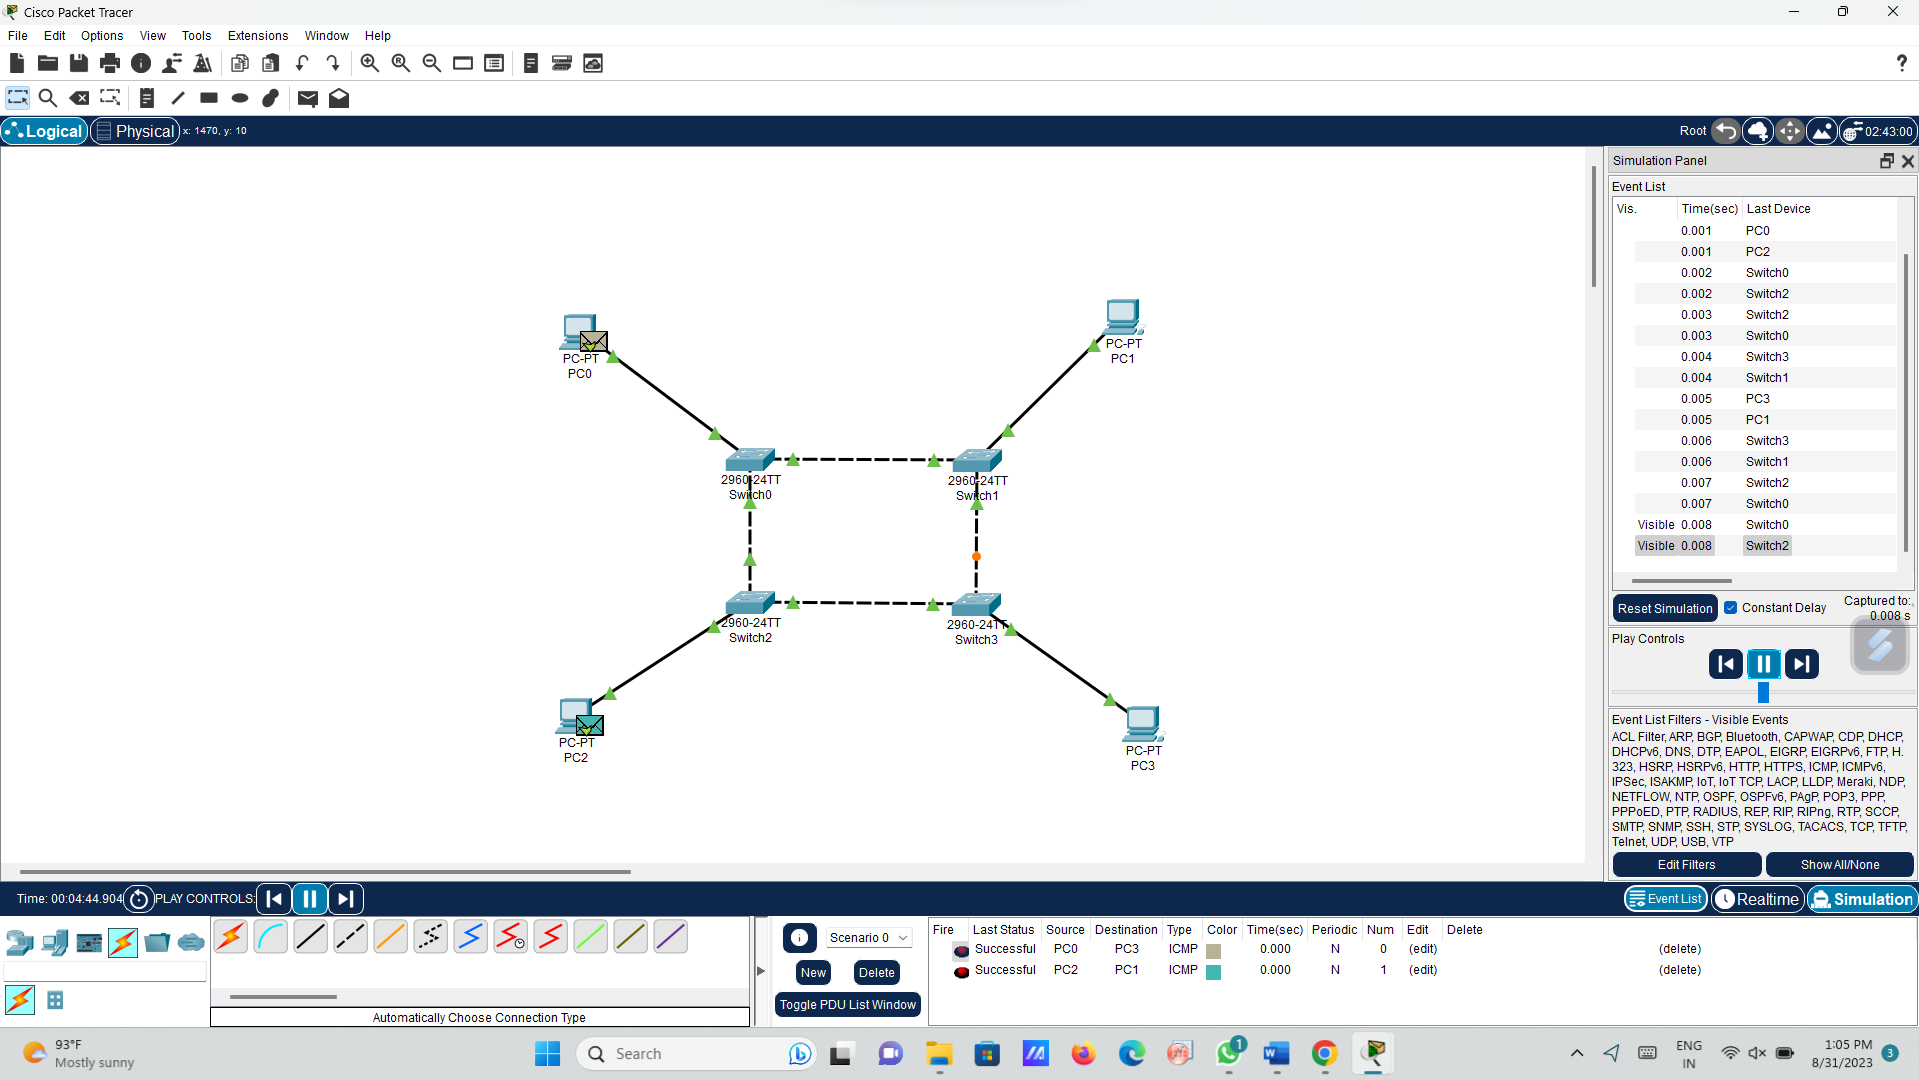 Cisco Packet Tracer
File Edit Options View Tools Extensions Window Help
Logical Physical x: 1470, y: 10
Root 02:43:00
Simulation Panel
Event List
Vis. Time(sec) Last Device
0.001 PC0
0.001 PC2
0.002 Switch0
0.002 Switch2
0.003 Switch2
0.003 Switch0
0.004 Switch3
0.004 Switch1
0.005 PC3
0.005 PC1
0.006 Switch3
0.006 Switch1
0.007 Switch2
0.007 Switch0
Visible 0.008 Switch0
Visible 0.008 Switch2
Reset Simulation Constant Delay Captured to:
0.008 s
Play Controls
Event List Filters - Visible Events
ACL Filter, ARP, BGP, Bluetooth, CAPWAP, CDP, DHCP,
DHCPv6, DNS, DTP, EAPOL, EIGRP, EIGRPv6, FTP, H.
323, HSRP, HSRPv6, HTTP, HTTPS, ICMP, ICMPv6,
IPSec, ISAKMP, IoT, IoT TCP, LACP, LLDP, Meraki, NDP,
NETFLOW, NTP, OSPF, OSPFv6, PAgP, POP3, PPP,
PPPoED, PTP, RADIUS, REP, RIP, RIPng, RTP, SCCP,
SMTP, SNMP, SSH, STP, SYSLOG, TACACS, TCP, TFTP,
Telnet, UDP, USB, VTP
Edit Filters Show All/None
PC-PT
PC0
PC-PT
PC1
2960-24TT
Switch0
2960-24TT
Switch1
2960-24TT
Switch2
2960-24TT
Switch3
PC-PT
PC2
PC-PT
PC3
Time: 00:04:44.904 PLAY CONTROLS:
Event List Realtime Simulation
Scenario 0
New Delete
Toggle PDU List Window
Fire Last Status Source Destination Type Color Time(sec) Periodic Num Edit Delete
Successful PC0 PC3 ICMP 0.000 N 0 (edit) (delete)
Successful PC2 PC1 ICMP 0.000 N 1 (edit) (delete)
Automatically Choose Connection Type
93°F
Mostly sunny
Search
1
ENG
IN
1:05 PM
8/31/2023
3